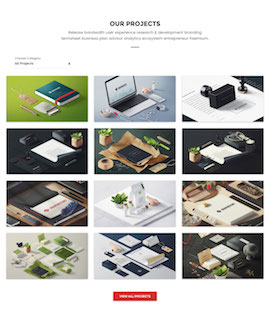 OUR PROJECTS
Release bandwidth user experience research & development branding
termsheet business plan advisor analytics ecosystem entrepreneur freemium.
Choose Category
All Projects
VIEW ALL PROJECTS